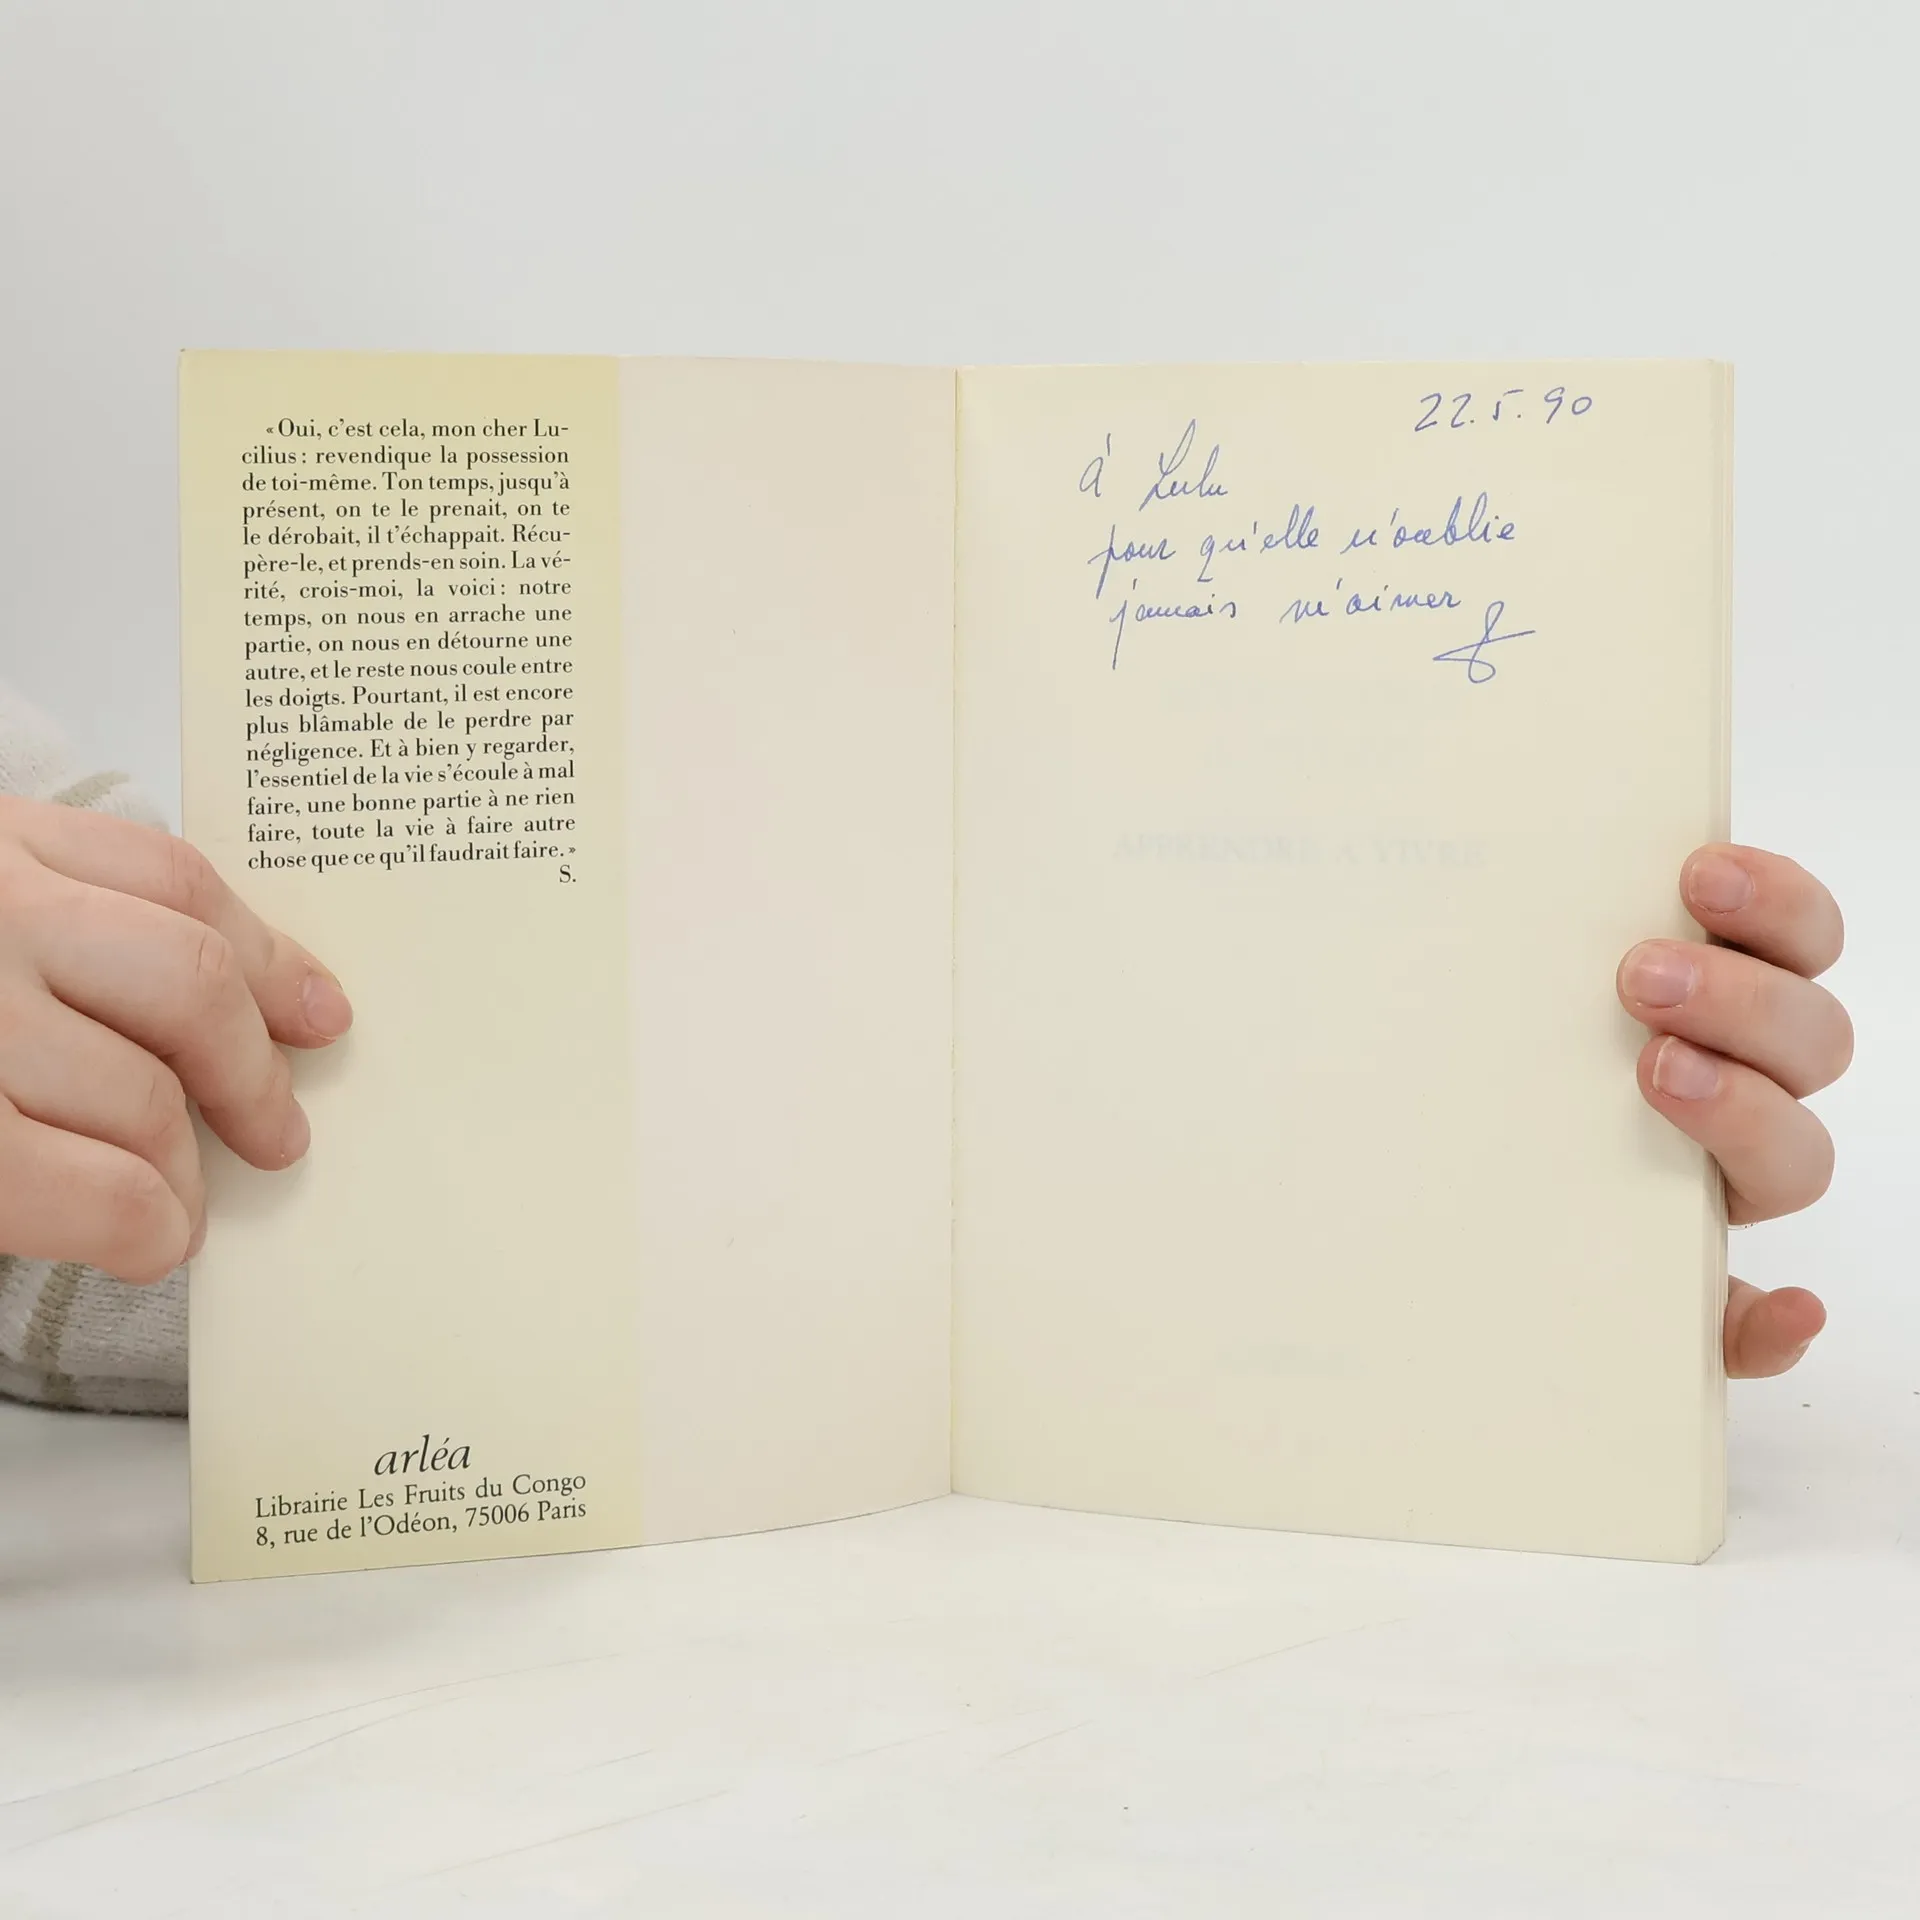 « Oui, c'est cela, mon cher Lu-
cilius : revendique la possession
de toi-même. Ton temps, jusqu'à
présent, on te le prenait, on te
le dérobait, il t'échappait. Récu-
père-le, et prends-en soin. La vé-
rité, crois-moi, la voici : notre
temps, on nous en arrache une
partie, on nous en détourne une
autre, et le reste nous coule entre
les doigts. Pourtant, il est encore
plus blâmable de le perdre par
négligence. Et à bien y regarder,
l'essentiel de la vie s'écoule à mal
faire, une bonne partie à ne rien
faire, toute la vie à faire autre
chose que ce qu'il faudrait faire. »
S.
arléa
Librairie Les Fruits du Congo
8, rue de l'Odéon, 75006 Paris
22.5.90
À Lulu
pour qu'elle n'oublie
jamais m'aimer
APPRENDRE A VIVRE